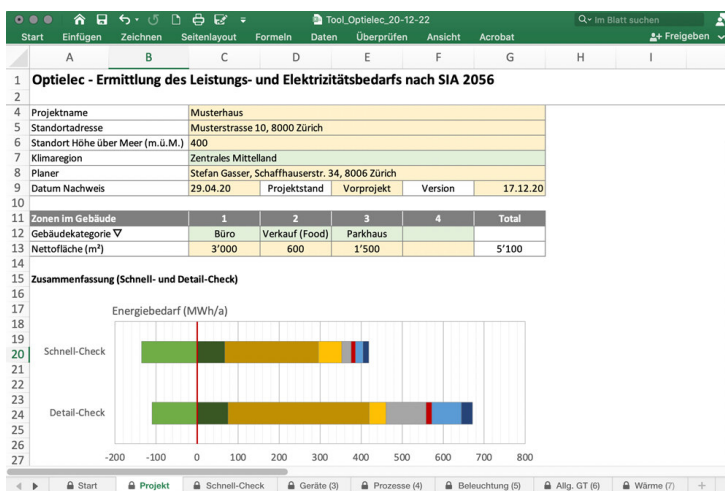 Tool_Optielec_20-12-22
Im Blatt suchen
Start Einfügen Zeichnen Seitenlayout Formeln Daten Überprüfen Ansicht Acrobat Freigeben
A B C D E F G H I
1 Optielec - Ermittlung des Leistungs- und Elektrizitätsbedarfs nach SIA 2056
2
4 Projektname Musterhaus
5 Standortadresse Musterstrasse 10, 8000 Zürich
6 Standort Höhe über Meer (m.ü.M.) 400
7 Klimaregion Zentrales Mittelland
8 Planer Stefan Gasser, Schaffhauserstr. 34, 8006 Zürich
9 Datum Nachweis 29.04.20 Projektstand Vorprojekt Version 17.12.20
10
11 Zonen im Gebäude 1 2 3 4 Total
12 Gebäudekategorie ∇ Büro Verkauf (Food) Parkhaus
13 Nettofläche (m²) 3'000 600 1'500 5'100
14
15 Zusammenfassung (Schnell- und Detail-Check)
16
17 Energiebedarf (MWh/a)
18
19
20 Schnell-Check
21
22
23
24 Detail-Check
25
26
27 -200 -100 0 100 200 300 400 500 600 700 800
Start Projekt Schnell-Check Geräte (3) Prozesse (4) Beleuchtung (5) Allg. GT (6) Wärme (7) +